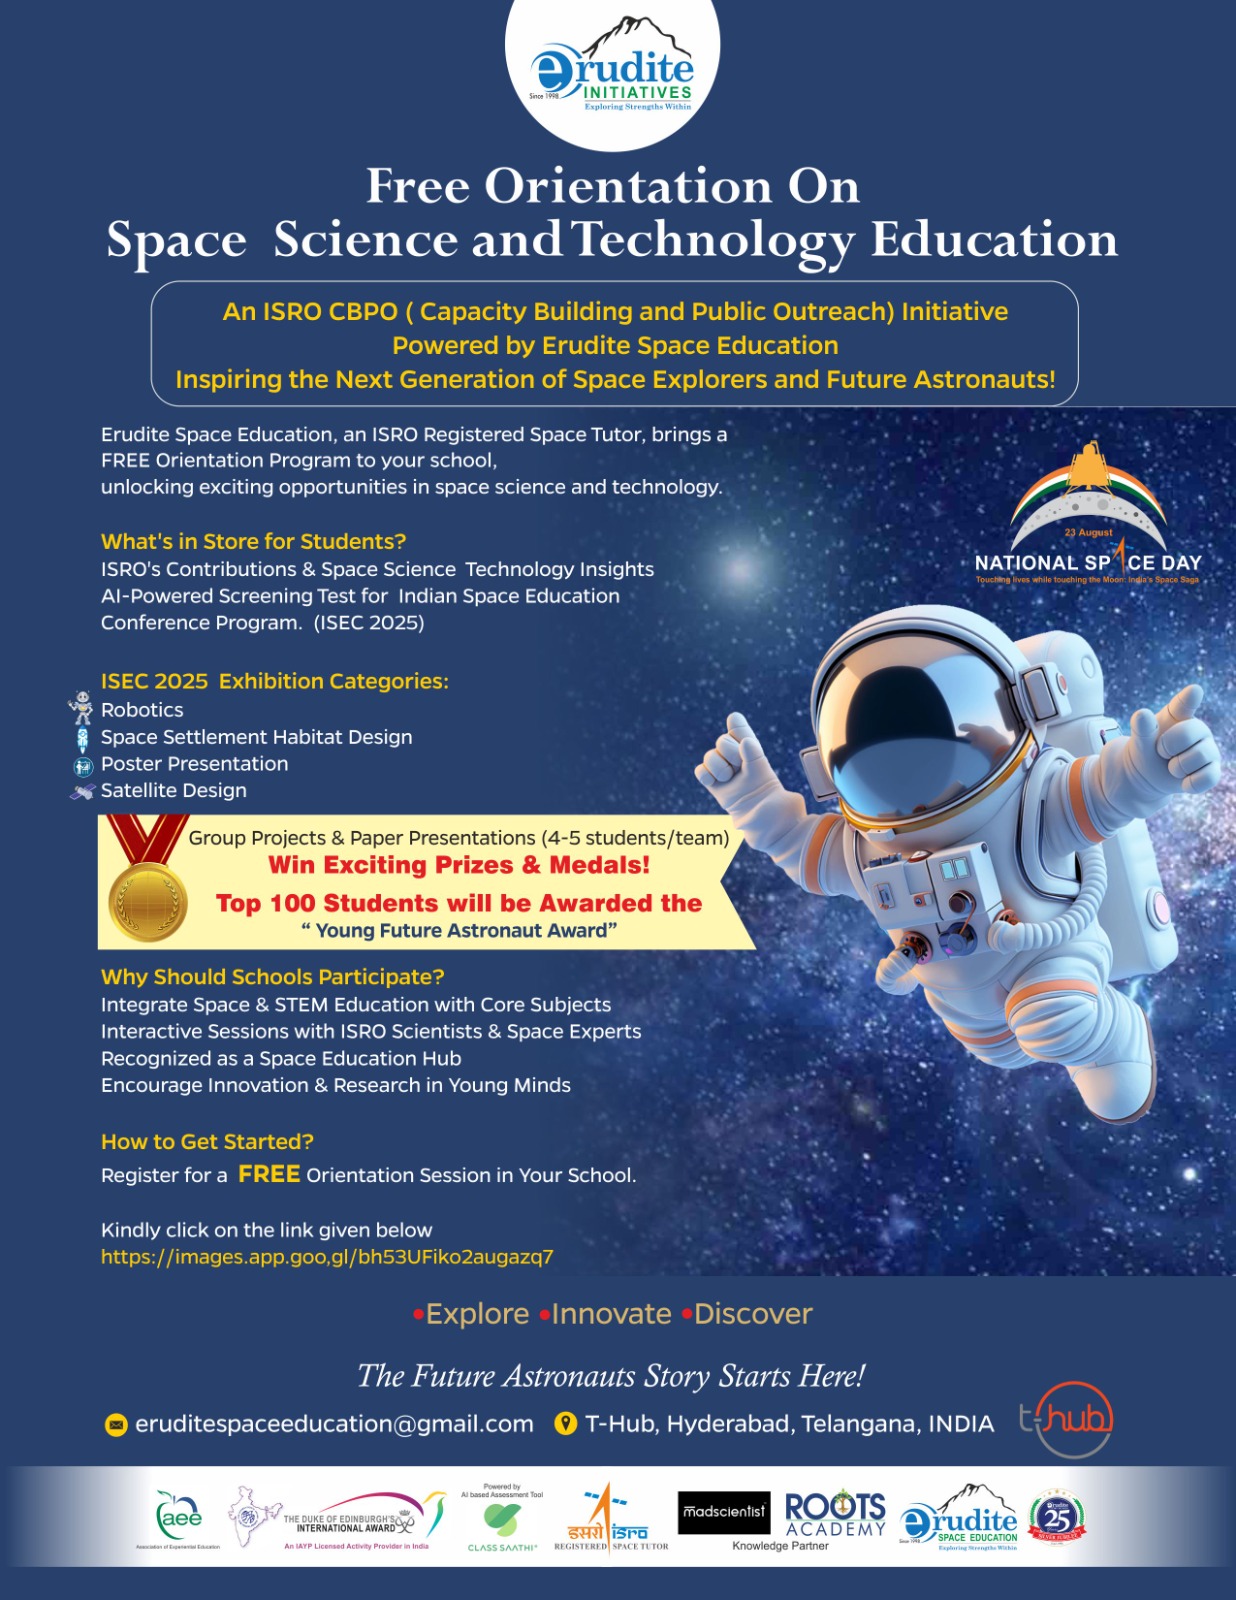 erudite
Since 1998
INITIATIVES
Exploring Strengths Within
Free Orientation On
Space Science and Technology Education
An ISRO CBPO ( Capacity Building and Public Outreach) Initiative
Powered by Erudite Space Education
Inspiring the Next Generation of Space Explorers and Future Astronauts!
Erudite Space Education, an ISRO Registered Space Tutor, brings a
FREE Orientation Program to your school,
unlocking exciting opportunities in space science and technology.
23 August
NATIONAL SPACE DAY
Touching lives while touching the Moon: India's Space Saga
What's in Store for Students?
ISRO's Contributions & Space Science Technology Insights
AI-Powered Screening Test for Indian Space Education
Conference Program. (ISEC 2025)
ISEC 2025 Exhibition Categories:
Robotics
Space Settlement Habitat Design
Poster Presentation
Satellite Design
Group Projects & Paper Presentations (4-5 students/team)
Win Exciting Prizes & Medals!
Top 100 Students will be Awarded the
“ Young Future Astronaut Award”
Why Should Schools Participate?
Integrate Space & STEM Education with Core Subjects
Interactive Sessions with ISRO Scientists & Space Experts
Recognized as a Space Education Hub
Encourage Innovation & Research in Young Minds
How to Get Started?
Register for a FREE Orientation Session in Your School.
Kindly click on the link given below
https://images.app.goo,gl/bh53UFiko2augazq7
•Explore •Innovate •Discover
The Future Astronauts Story Starts Here!
eruditespaceeducation@gmail.com T-Hub, Hyderabad, Telangana, INDIA
t-hub
aee
Association of Experiential Education
THE DUKE OF EDINBURGH'S
INTERNATIONAL AWARD
An IAYP Licensed Activity Provider in India
Powered by
AI based Assessment Tool
CLASS SAATHI
इसरो isro
REGISTERED SPACE TUTOR
madscientist
ROOTS
ACADEMY
Knowledge Partner
erudite
Since 1998
SPACE EDUCATION
Exploring Strengths Within
erudite
25
SILVER JUBILEE